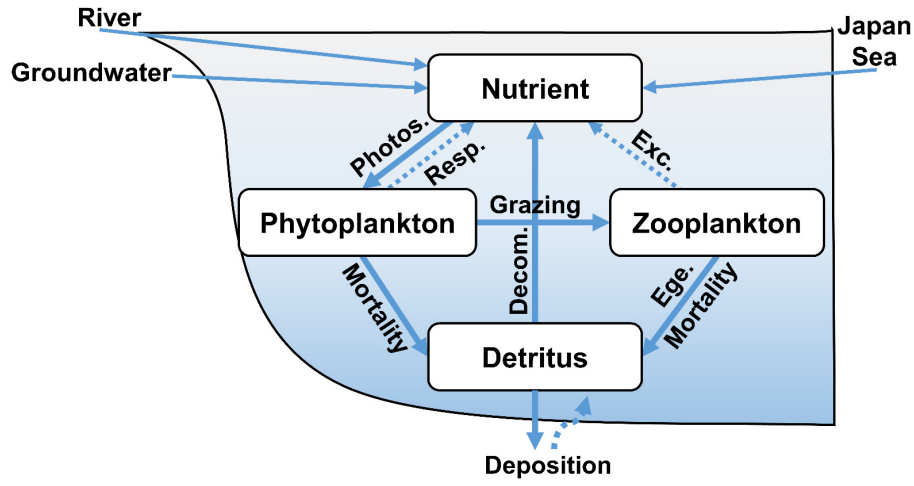 River
Japan
Sea
Groundwater
Nutrient
Photos.
Resp.
Exc.
Phytoplankton
Grazing
Zooplankton
Decom.
Mortality
Ege.
Mortality
Detritus
Deposition